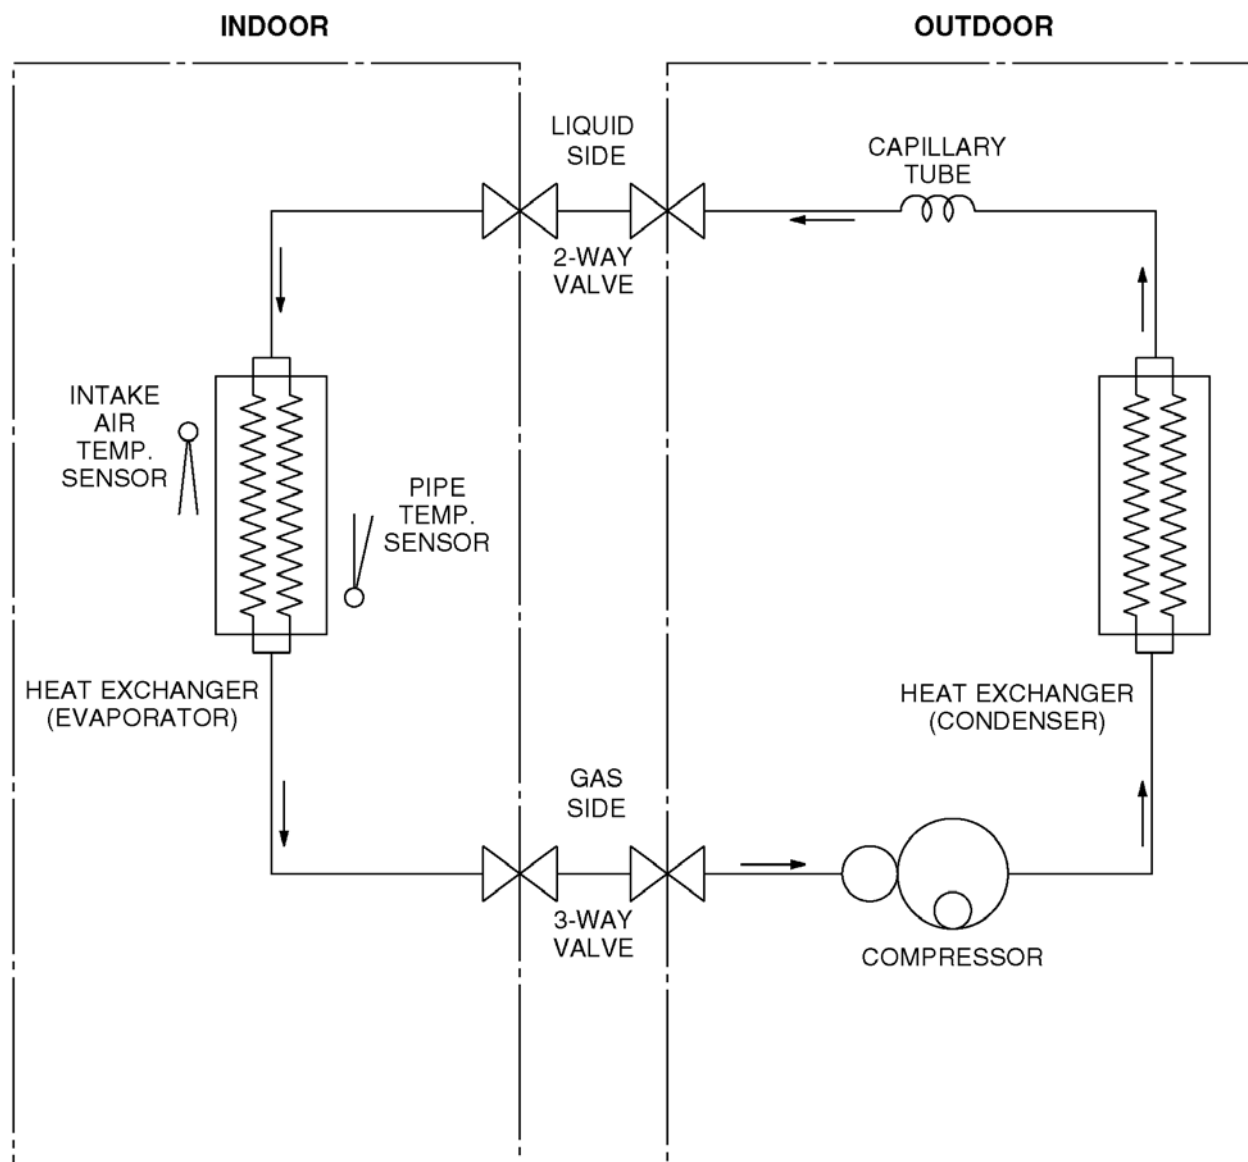 INDOOR
OUTDOOR
LIQUID
SIDE
CAPILLARY
TUBE
2-WAY
VALVE
INTAKE
AIR
TEMP.
SENSOR
PIPE
TEMP.
SENSOR
HEAT EXCHANGER
(EVAPORATOR)
HEAT EXCHANGER
(CONDENSER)
GAS
SIDE
3-WAY
VALVE
COMPRESSOR